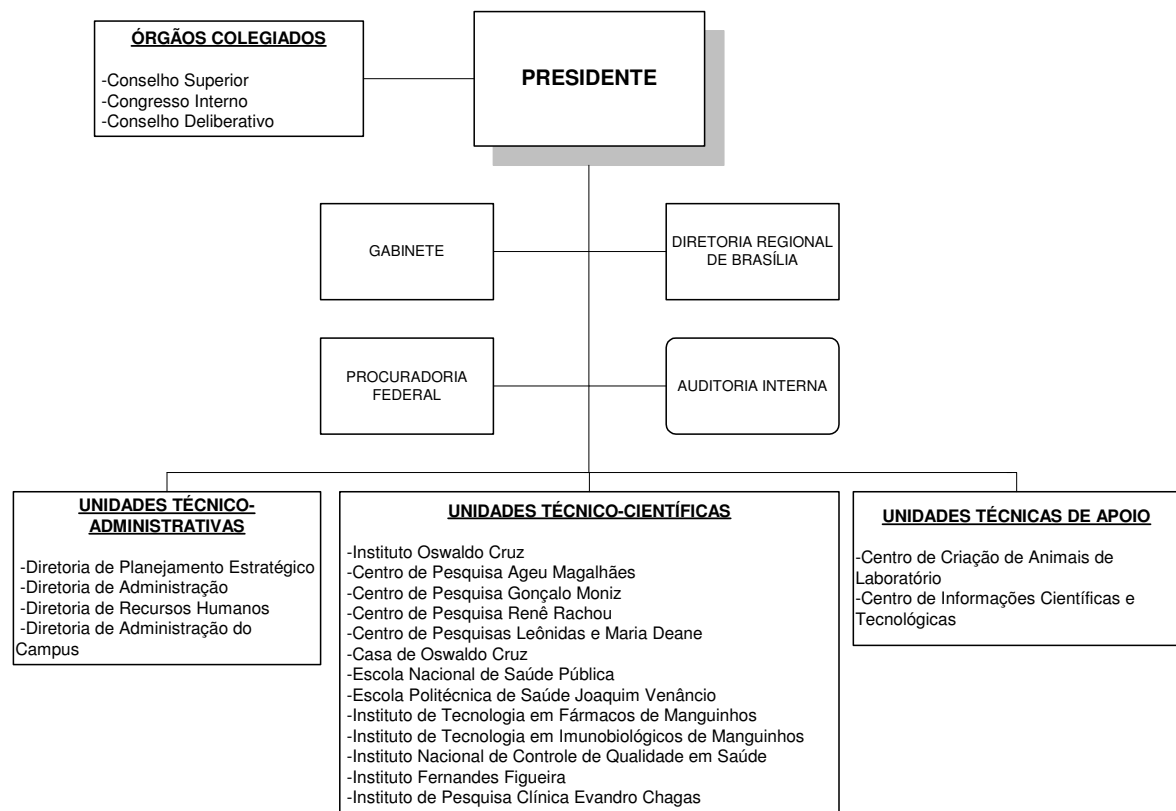 ÓRGÃOS COLEGIADOS
-Conselho Superior
-Congresso Interno
-Conselho Deliberativo
PRESIDENTE
GABINETE
DIRETORIA REGIONAL
DE BRASÍLIA
PROCURADORIA
FEDERAL
AUDITORIA INTERNA
UNIDADES TÉCNICO-
ADMINISTRATIVAS
-Diretoria de Planejamento Estratégico
-Diretoria de Administração
-Diretoria de Recursos Humanos
-Diretoria de Administração do
Campus
UNIDADES TÉCNICO-CIENTÍFICAS
-Instituto Oswaldo Cruz
-Centro de Pesquisa Ageu Magalhães
-Centro de Pesquisa Gonçalo Moniz
-Centro de Pesquisa Renê Rachou
-Centro de Pesquisas Leônidas e Maria Deane
-Casa de Oswaldo Cruz
-Escola Nacional de Saúde Pública
-Escola Politécnica de Saúde Joaquim Venâncio
-Instituto de Tecnologia em Fármacos de Manguinhos
-Instituto de Tecnologia em Imunobiológicos de Manguinhos
-Instituto Nacional de Controle de Qualidade em Saúde
-Instituto Fernandes Figueira
-Instituto de Pesquisa Clínica Evandro Chagas
UNIDADES TÉCNICAS DE APOIO
-Centro de Criação de Animais de
Laboratório
-Centro de Informações Científicas e
Tecnológicas